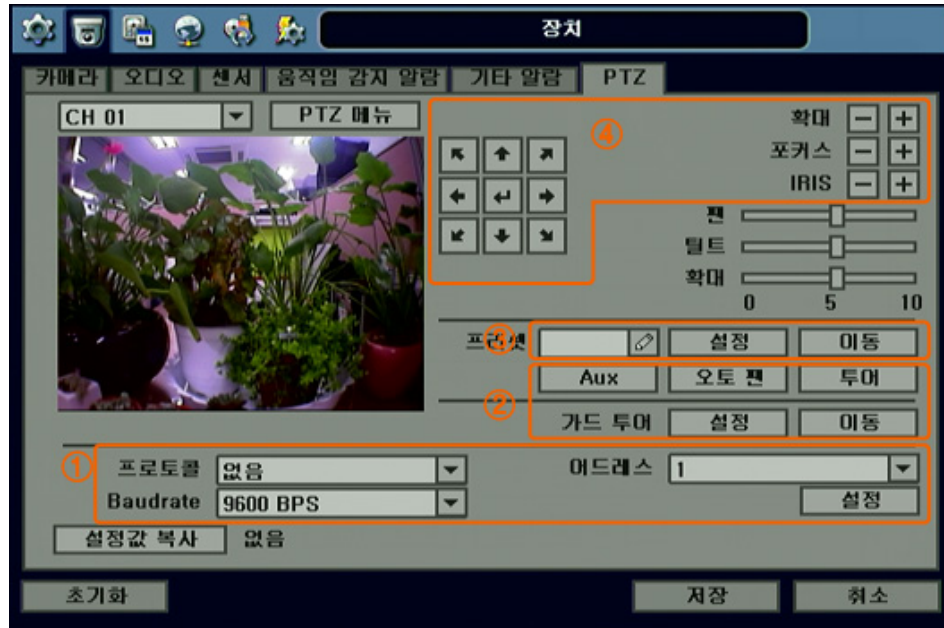 장치
카메라 오디오 센서 움직임 감지 알람 기타 알람 PTZ
CH 01 PTZ 메뉴
④
확대 - +
포커스 - +
IRIS - +
팬
틸트
확대
0 5 10
③ 설정 이동
Aux 오토 팬 투어
② 가드 투어 설정 이동
① 프로토콜 없음 어드레스 1
Baudrate 9600 BPS 설정
설정값 복사 없음
초기화 저장 취소